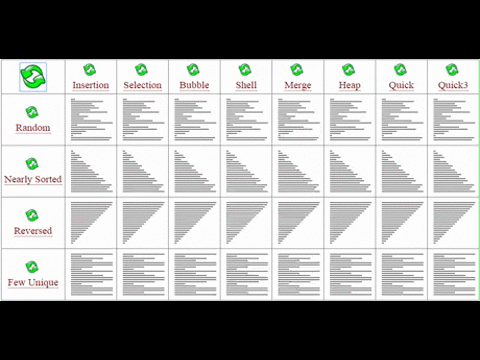 Insertion Selection Bubble Shell Merge Heap Quick Quick3
Random
Nearly Sorted
Reversed
Few Unique